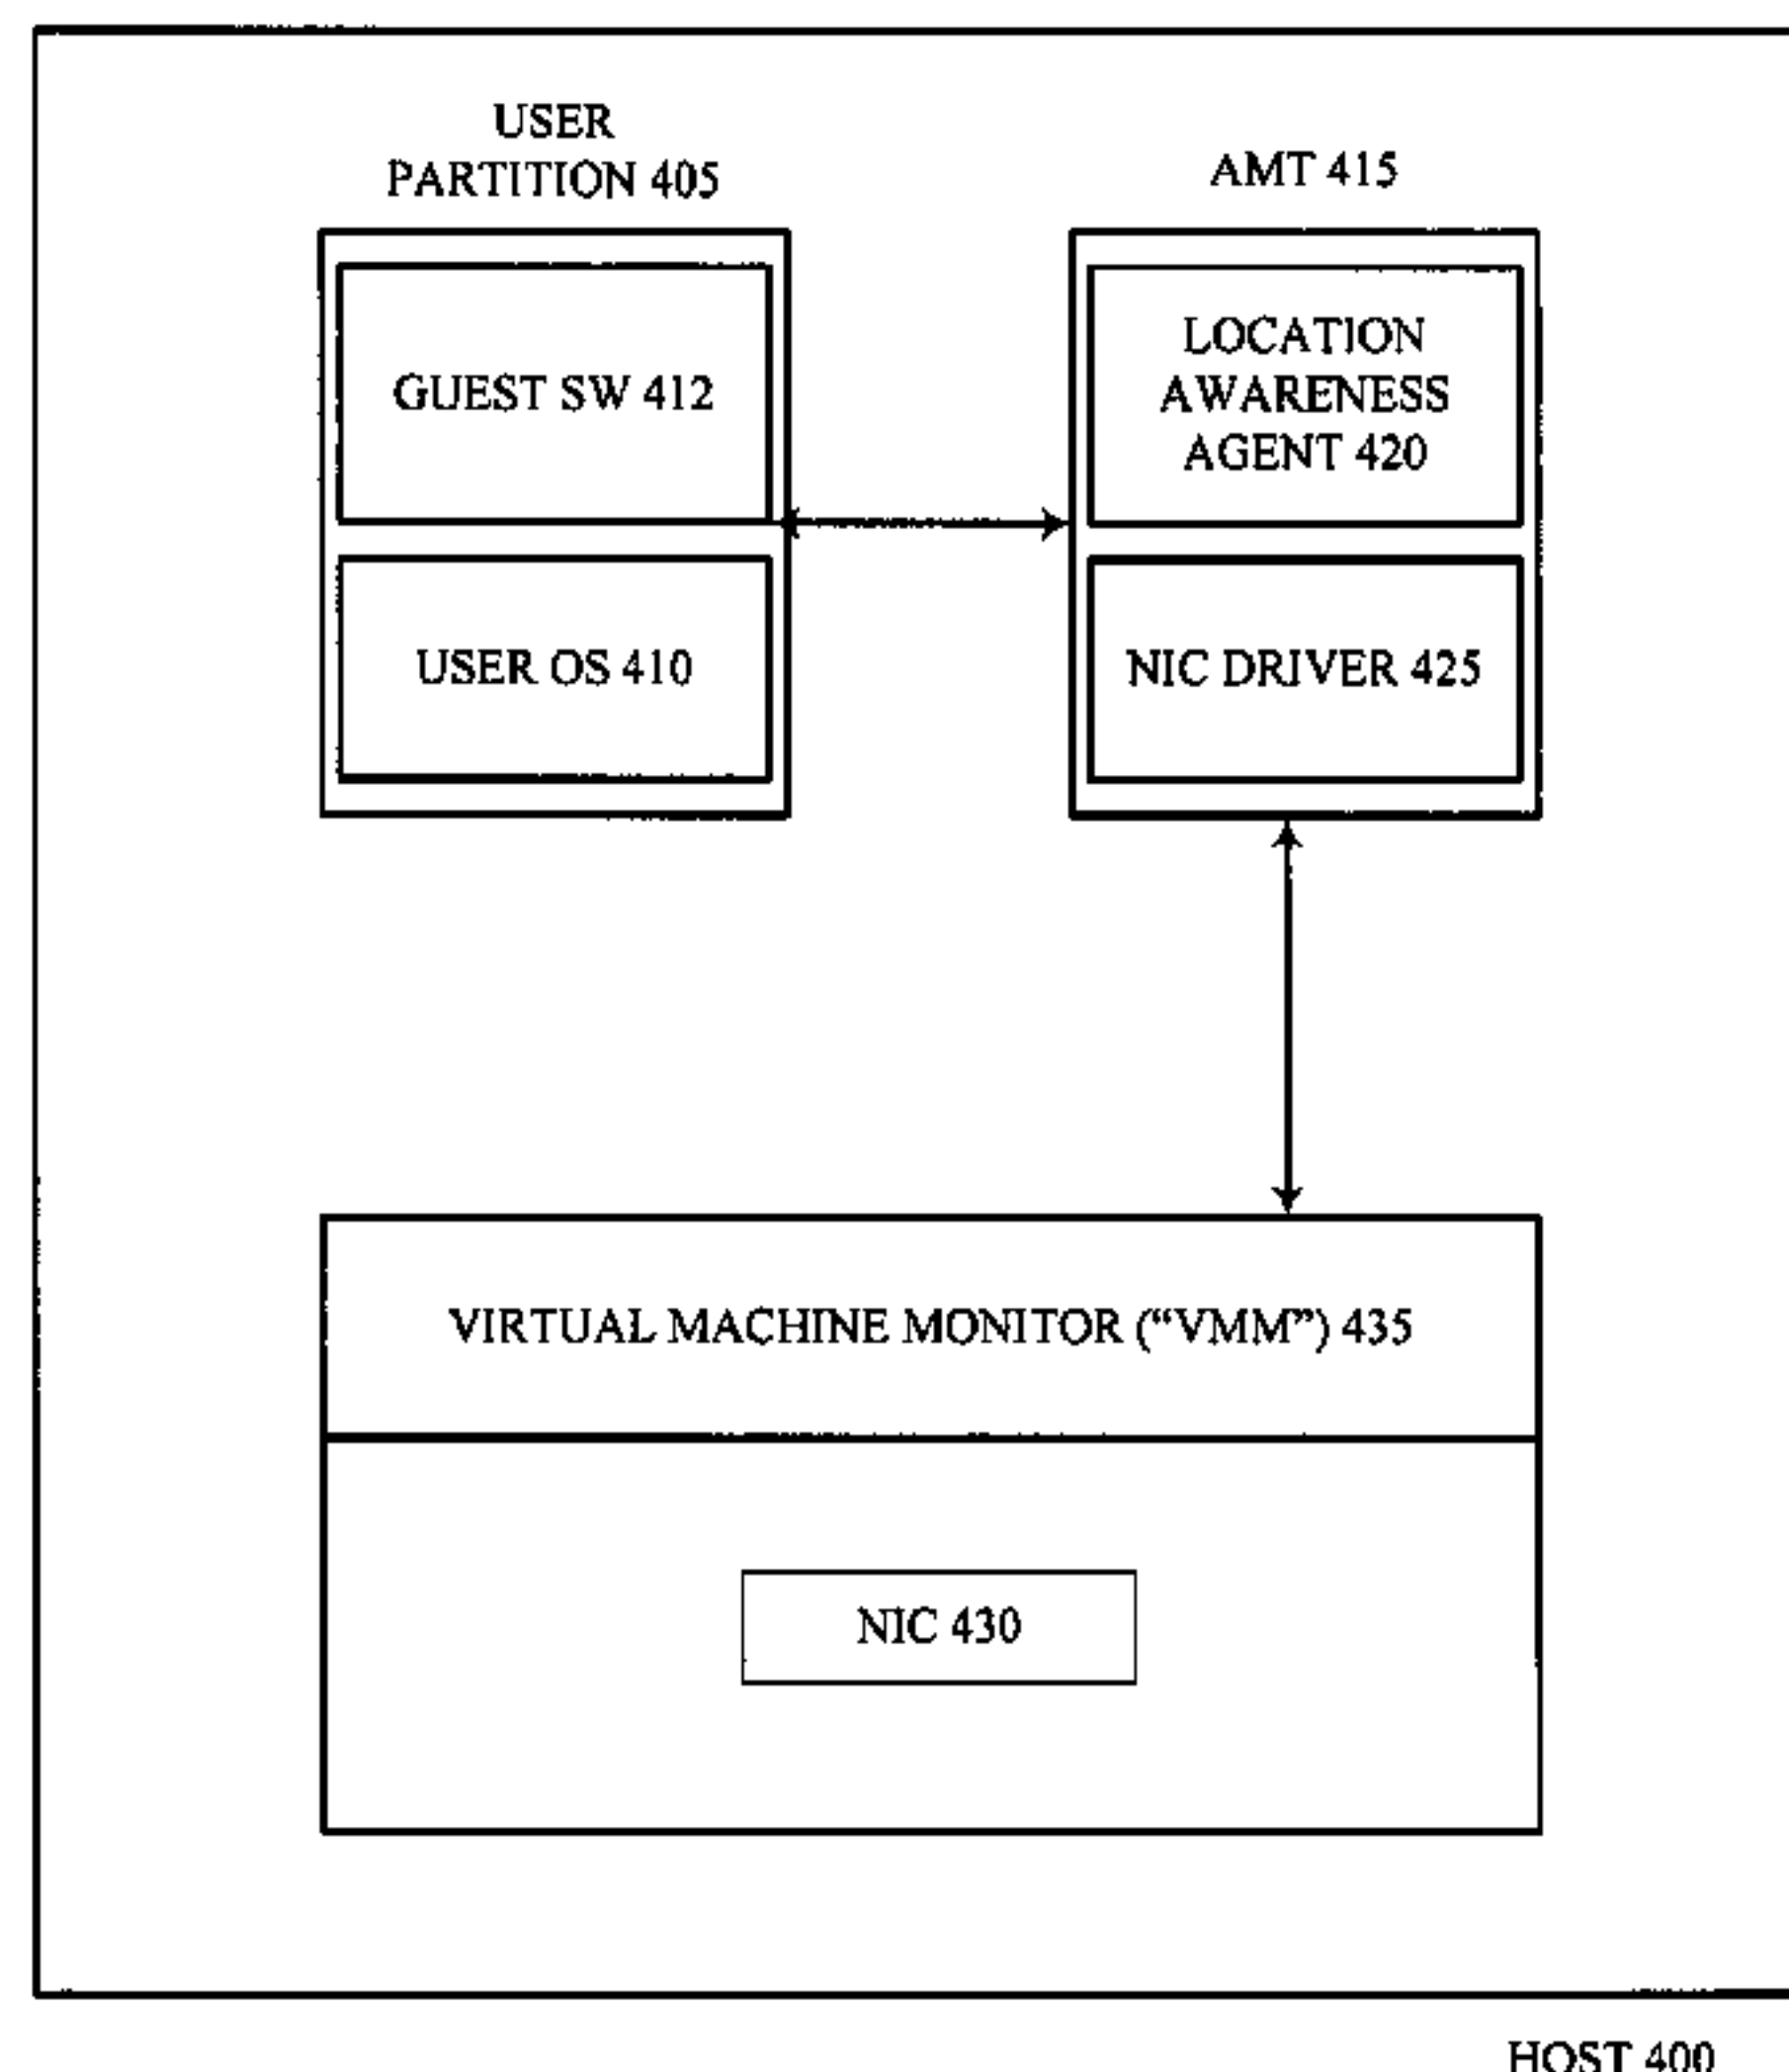 USER
PARTITION 405
AMT 415
GUEST SW 412
LOCATION
AWARENESS
AGENT 420
USER OS 410
NIC DRIVER 425
VIRTUAL MACHINE MONITOR (“VMM”) 435
NIC 430
HOST 400